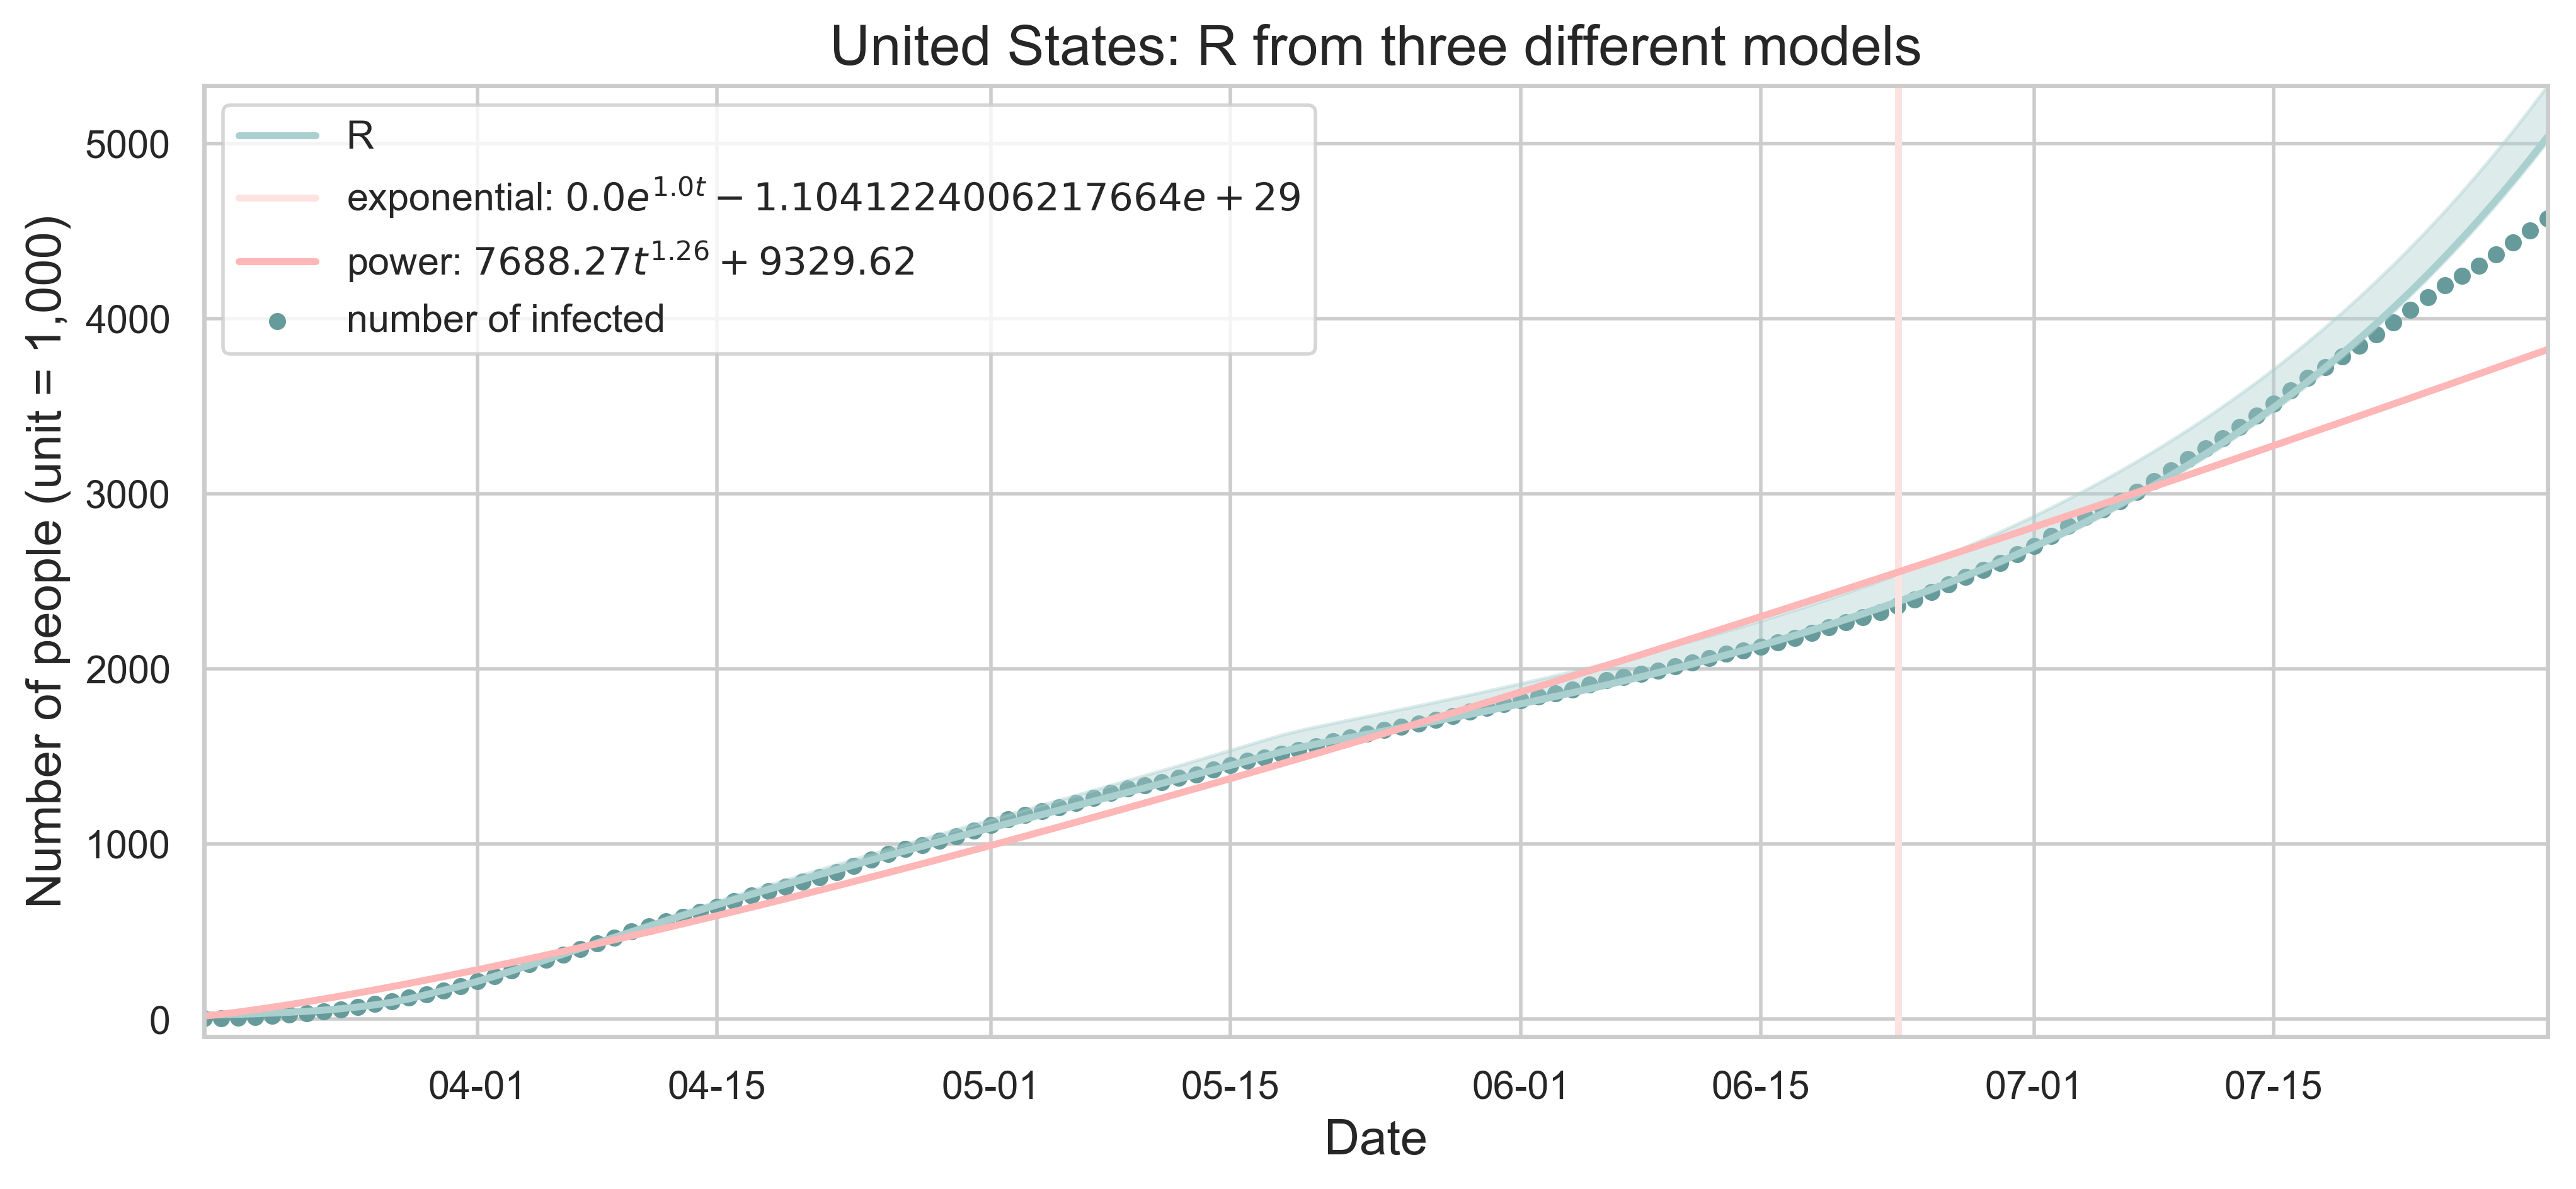 United States: R from three different models
Number of people (unit = 1,000)
5000
4000
3000
2000
1000
0
R
exponential: 0.0e^{1.0t} − 1.1041224006217664e + 29
power: 7688.27t^{1.26} + 9329.62
number of infected
04-01 04-15 05-01 05-15 06-01 06-15 07-01 07-15
Date